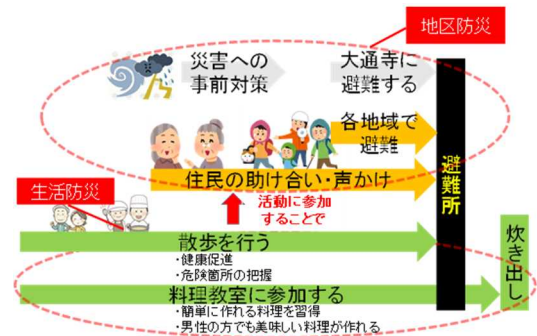 地区防災
災害への
事前対策
大通寺に
避難する
各地域で
避難
住民の助け合い・声かけ
避難所
生活防災
活動に参加
することで
散歩を行う
・健康促進
・危険箇所の把握
料理教室に参加する
・簡単に作れる料理を習得
・男性の方でも美味しい料理が作れる
炊き出し